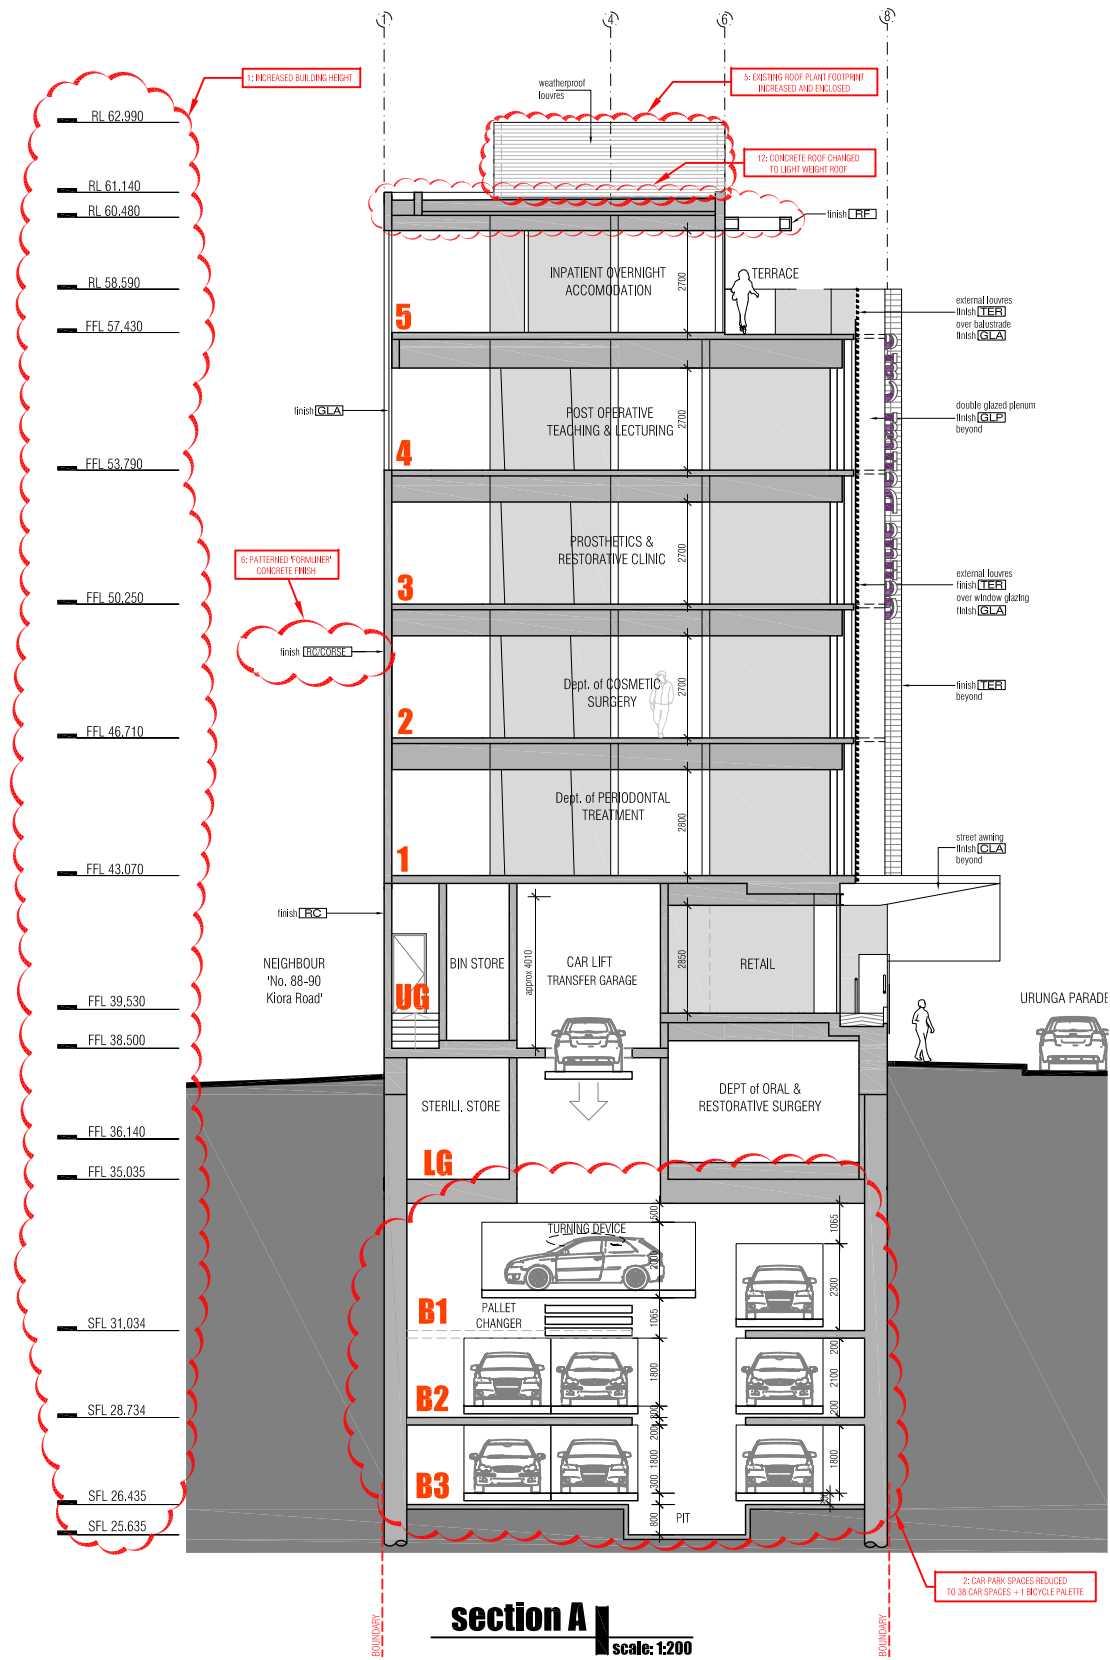 1 4 6 8
1: INCREASED BUILDING HEIGHT
weatherproof
louvres
5: EXISTING ROOF PLANT FOOTPRINT
INCREASED AND ENCLOSED
RL 62.990
12: CONCRETE ROOF CHANGED
TO LIGHT WEIGHT ROOF
RL 61.140
RL 60.480
finish RF
RL 58.590
INPATIENT OVERNIGHT
ACCOMODATION
2700
TERRACE
5
FFL 57.430
external louvres
finish TER
over balustrade
finish GLA
finish GLA
POST OPERATIVE
TEACHING & LECTURING
2700
double glazed plenum
finish GLP
beyond
4
FFL 53.790
6: PATTERNED 'FORMLINER'
CONCRETE FINISH
PROSTHETICS &
RESTORATIVE CLINIC
2700
external louvres
finish TER
over window glazing
finish GLA
3
FFL 50.250
finish RC/CORSE
Dept. of COSMETIC
SURGERY
2700
finish TER
beyond
2
FFL 46.710
Dept. of PERIODONTAL
TREATMENT
2800
1
street awning
finish CLA
beyond
FFL 43.070
finish RC
NEIGHBOUR
'No. 88-90
Kiora Road'
BIN STORE
approx 4010
CAR LIFT
TRANSFER GARAGE
2850
RETAIL
UG
URUNGA PARADE
FFL 39.530
FFL 38.500
STERILI. STORE
DEPT of ORAL &
RESTORATIVE SURGERY
FFL 36.140
LG
FFL 35.035
500
1065
TURNING DEVICE
2000
2300
B1
PALLET
CHANGER
1065
SFL 31.034
1800
200
2100
B2
300
200
SFL 28.734
200
1800
1800
B3
300
SFL 26.435
800
PIT
SFL 25.635
2: CAR PARK SPACES REDUCED
TO 38 CAR SPACES +1 BICYCLE PALETTE
BOUNDARY
BOUNDARY
section A
scale: 1:200